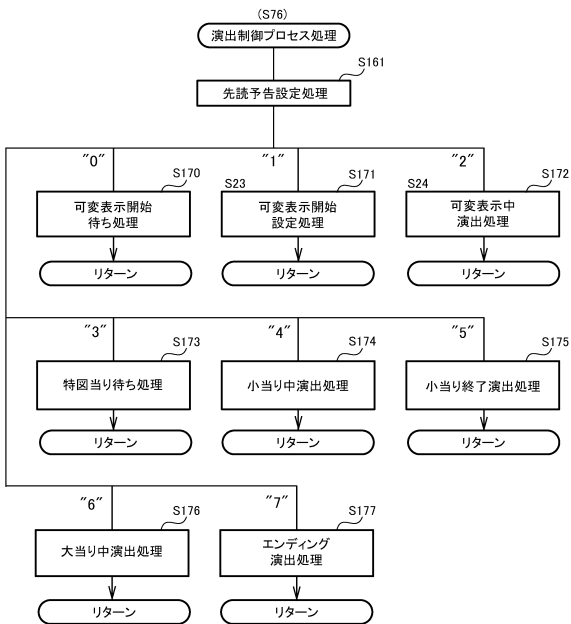 (S76)
演出制御プロセス処理
S161
先読予告設定処理
"0"
"1"
"2"
S170
S23
S171
S24
S172
可変表示開始
待ち処理
可変表示開始
設定処理
可変表示中
演出処理
リターン
リターン
リターン
"3"
"4"
"5"
S173
S174
S175
特図当り待ち処理
小当り中演出処理
小当り終了演出処理
リターン
リターン
リターン
"6"
"7"
S176
S177
大当り中演出処理
エンディング
演出処理
リターン
リターン